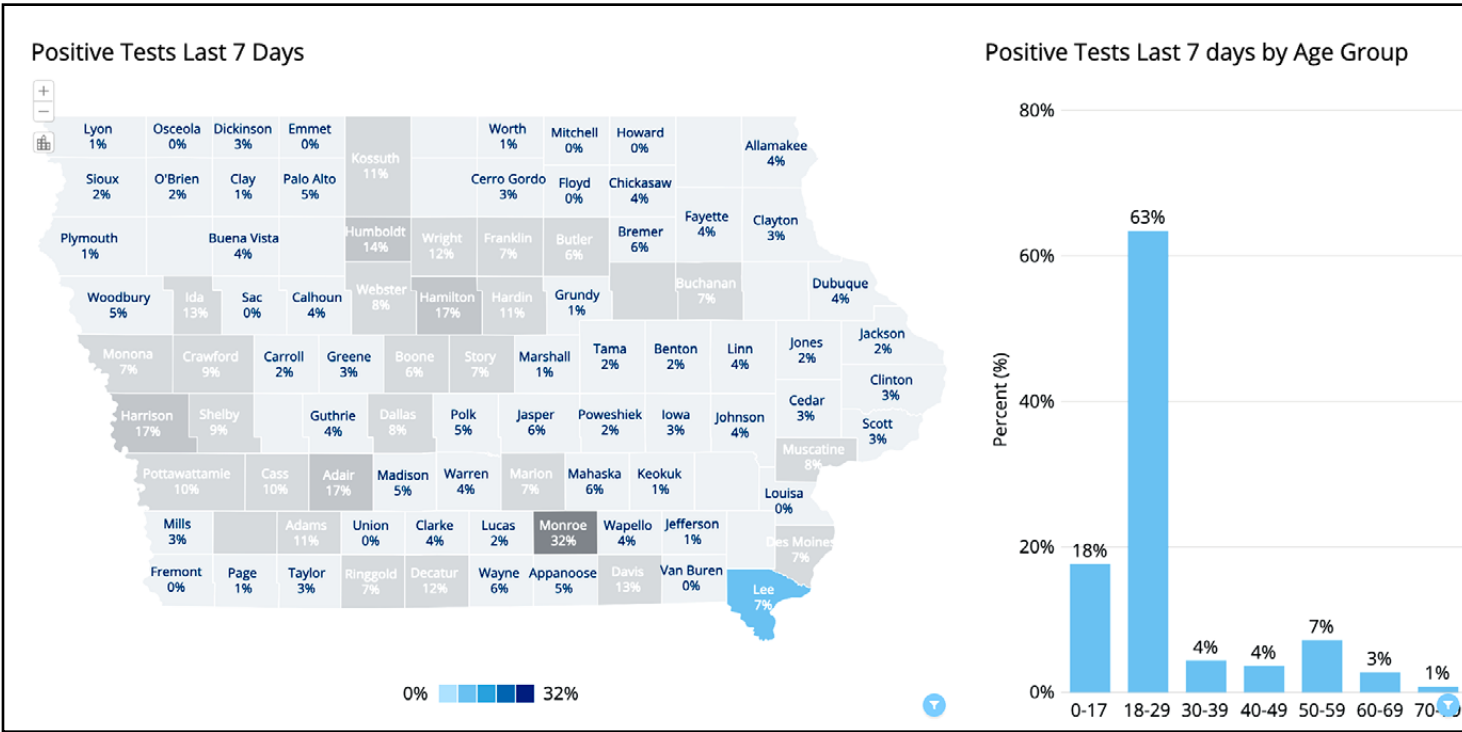 Positive Tests Last 7 Days
Positive Tests Last 7 days by Age Group
+
−
Lyon
1%
Osceola
0%
Dickinson
3%
Emmet
0%
Kossuth
11%
Worth
1%
Mitchell
0%
Howard
0%
Allamakee
4%
Sioux
2%
O'Brien
2%
Clay
1%
Palo Alto
5%
Cerro Gordo
3%
Floyd
0%
Chickasaw
4%
Fayette
4%
Clayton
3%
Plymouth
1%
Buena Vista
4%
Humboldt
14%
Wright
12%
Franklin
7%
Butler
6%
Bremer
6%
Woodbury
5%
Ida
13%
Sac
0%
Calhoun
4%
Webster
8%
Hamilton
17%
Hardin
11%
Grundy
1%
Buchanan
7%
Dubuque
4%
Monona
7%
Crawford
9%
Carroll
2%
Greene
3%
Boone
6%
Story
7%
Marshall
1%
Tama
2%
Benton
2%
Linn
4%
Jones
2%
Jackson
2%
Clinton
3%
Harrison
17%
Shelby
9%
Guthrie
4%
Dallas
8%
Polk
5%
Jasper
6%
Poweshiek
2%
Iowa
3%
Johnson
4%
Cedar
3%
Scott
3%
Muscatine
8%
Pottawattamie
10%
Cass
10%
Adair
17%
Madison
5%
Warren
4%
Marion
7%
Mahaska
6%
Keokuk
1%
Louisa
0%
Mills
3%
Adams
11%
Union
0%
Clarke
4%
Lucas
2%
Monroe
32%
Wapello
4%
Jefferson
1%
Des Moines
7%
Fremont
0%
Page
1%
Taylor
3%
Ringgold
7%
Decatur
12%
Wayne
6%
Appanoose
5%
Davis
13%
Van Buren
0%
Lee
7%
0% 32%
Percent (%)
80%
60%
40%
20%
0%
18%
63%
4%
4%
7%
3%
1%
0-17 18-29 30-39 40-49 50-59 60-69